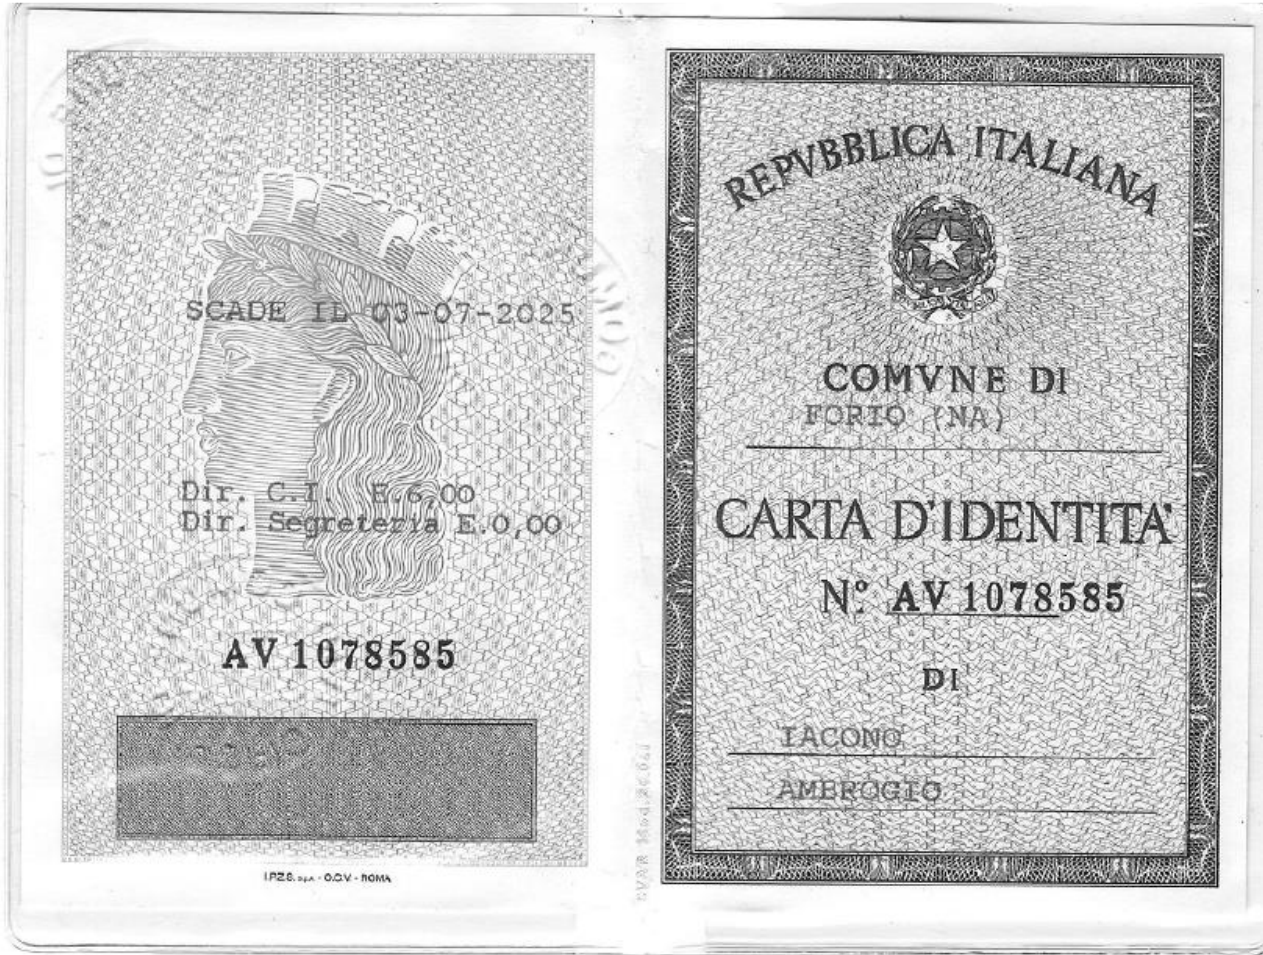 SCADE IL 03-07-2025
Dir. C.I. E.6,00
Dir. Segreteria E.0,00
AV 1078585
I.P.Z.S. S.p.A. - O.C.V. - ROMA
REPVBBLICA ITALIANA
COMVNE DI
FORIO (NA)
CARTA D'IDENTITA'
N° AV 1078585
DI
IACONO
AMBROGIO